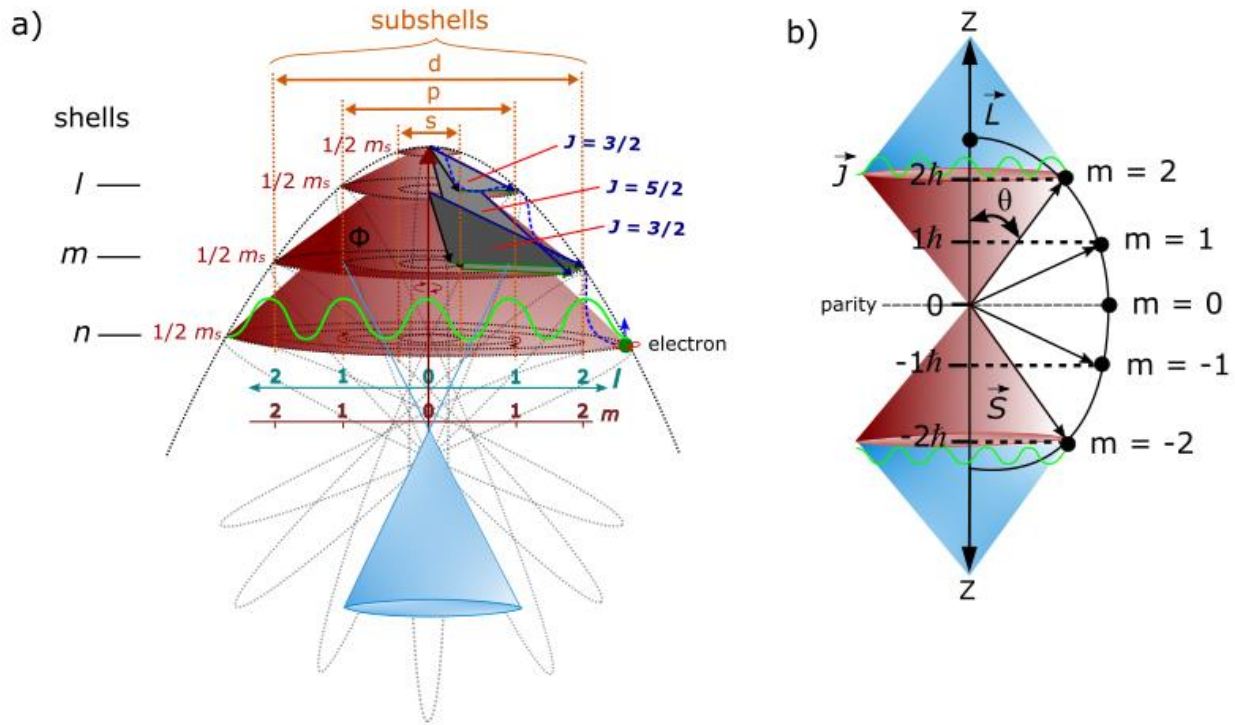 a)
subshells
d
p
s
shells
1/2 ms
J = 3/2
l
1/2 ms
J = 5/2
J = 3/2
Φ
m
1/2 ms
n
1/2 ms
electron
2 1 0 1 2 l
2 1 0 1 2 m
b)
Z
L
J
2ħ
m = 2
θ
1ħ
m = 1
parity
0
m = 0
-1ħ
m = -1
S
-2ħ
m = -2
Z